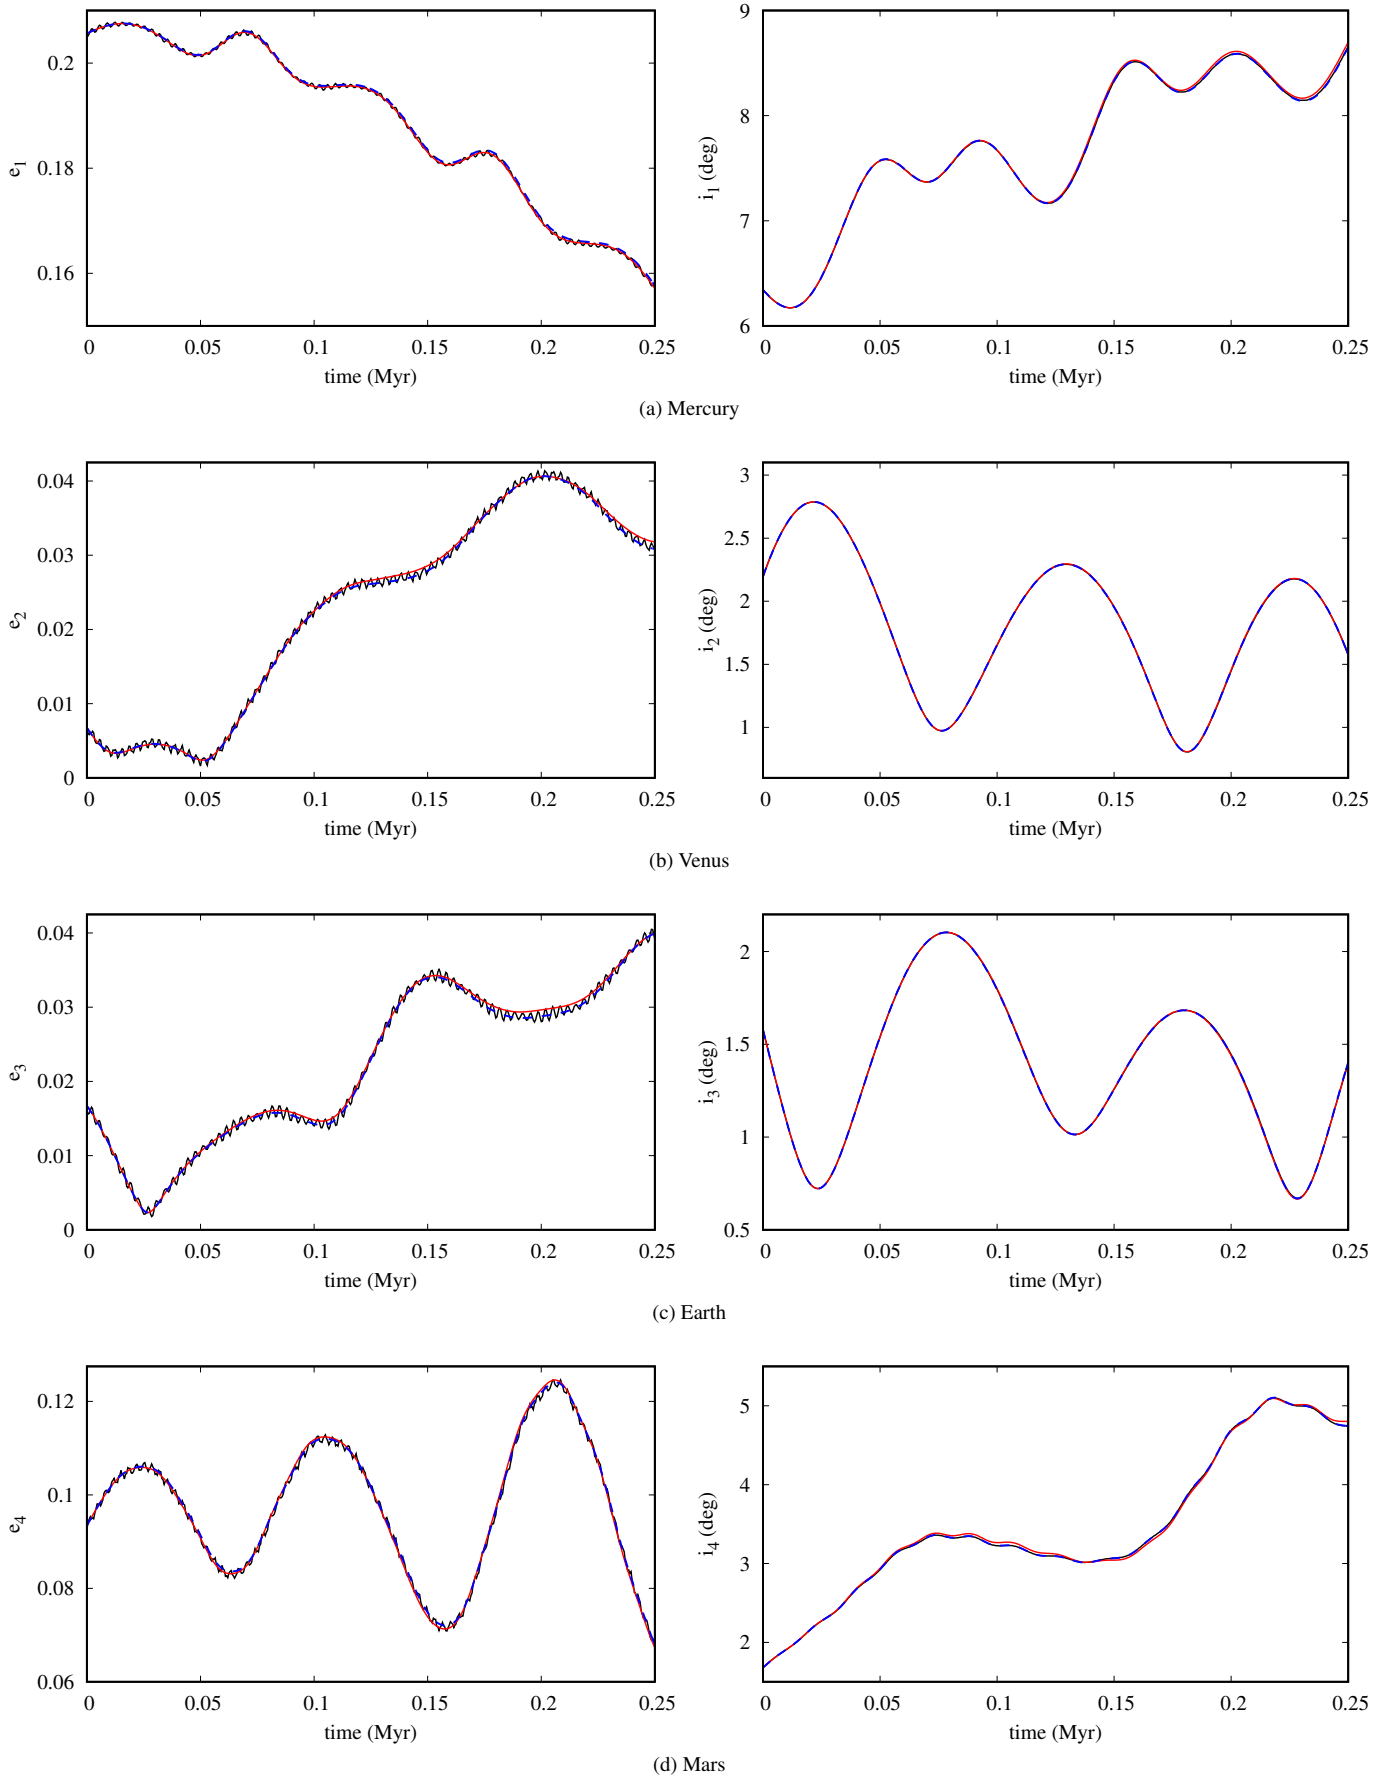 0.2
0.18
0.16
e1
0 0.05 0.1 0.15 0.2 0.25
time (Myr)
9
8
7
6
i1 (deg)
0 0.05 0.1 0.15 0.2 0.25
time (Myr)
(a) Mercury
0.04
0.03
0.02
0.01
0
e2
0 0.05 0.1 0.15 0.2 0.25
time (Myr)
3
2.5
2
1.5
1
i2 (deg)
0 0.05 0.1 0.15 0.2 0.25
time (Myr)
(b) Venus
0.04
0.03
0.02
0.01
0
e3
0 0.05 0.1 0.15 0.2 0.25
time (Myr)
2
1.5
1
0.5
i3 (deg)
0 0.05 0.1 0.15 0.2 0.25
time (Myr)
(c) Earth
0.12
0.1
0.08
0.06
e4
0 0.05 0.1 0.15 0.2 0.25
time (Myr)
5
4
3
2
i4 (deg)
0 0.05 0.1 0.15 0.2 0.25
time (Myr)
(d) Mars